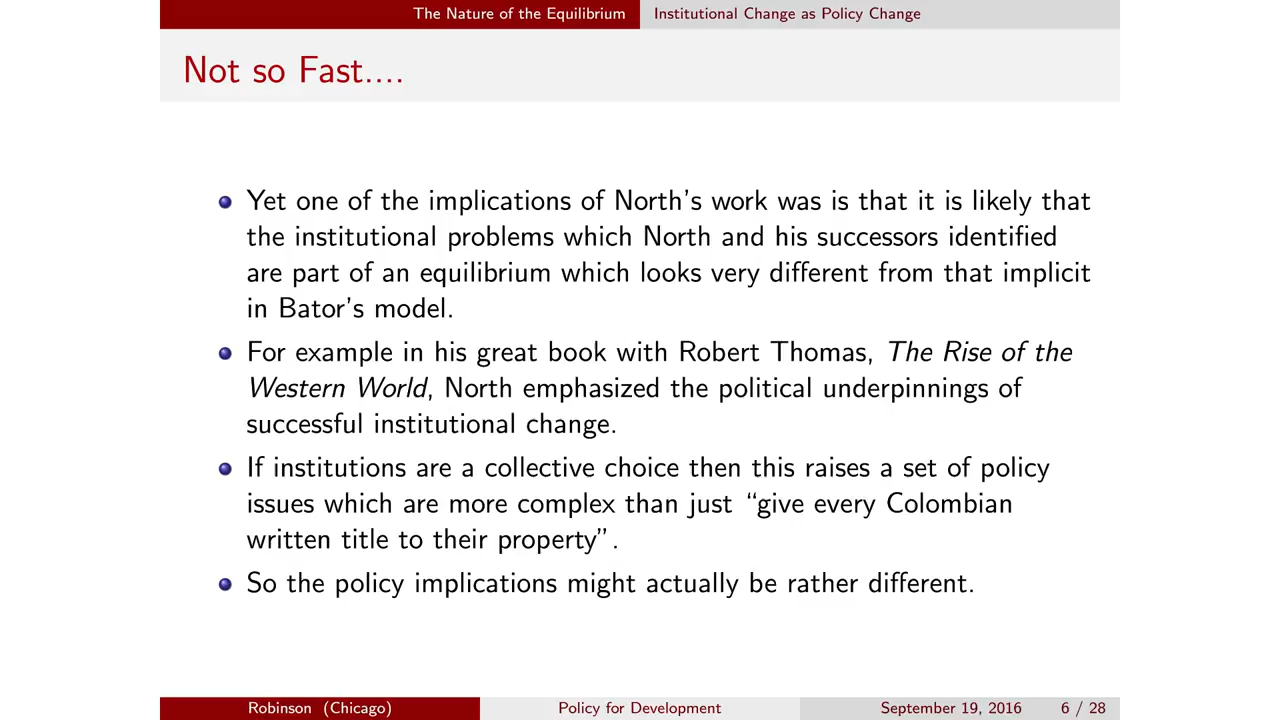 The Nature of the Equilibrium Institutional Change as Policy Change
Not so Fast....
Yet one of the implications of North's work was is that it is likely that
the institutional problems which North and his successors identified
are part of an equilibrium which looks very different from that implicit
in Bator's model.
For example in his great book with Robert Thomas, The Rise of the
Western World, North emphasized the political underpinnings of
successful institutional change.
If institutions are a collective choice then this raises a set of policy
issues which are more complex than just “give every Colombian
written title to their property”.
So the policy implications might actually be rather different.
Robinson (Chicago) Policy for Development September 19, 2016 6 / 28